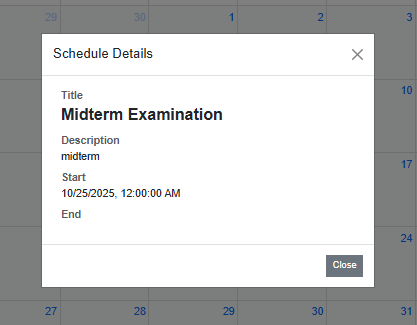 29 30 1 2 3
Schedule Details
10
Title
Midterm Examination
Description
midterm
17
Start
10/25/2025, 12:00:00 AM
End
24
Close
27 28 29 30 31